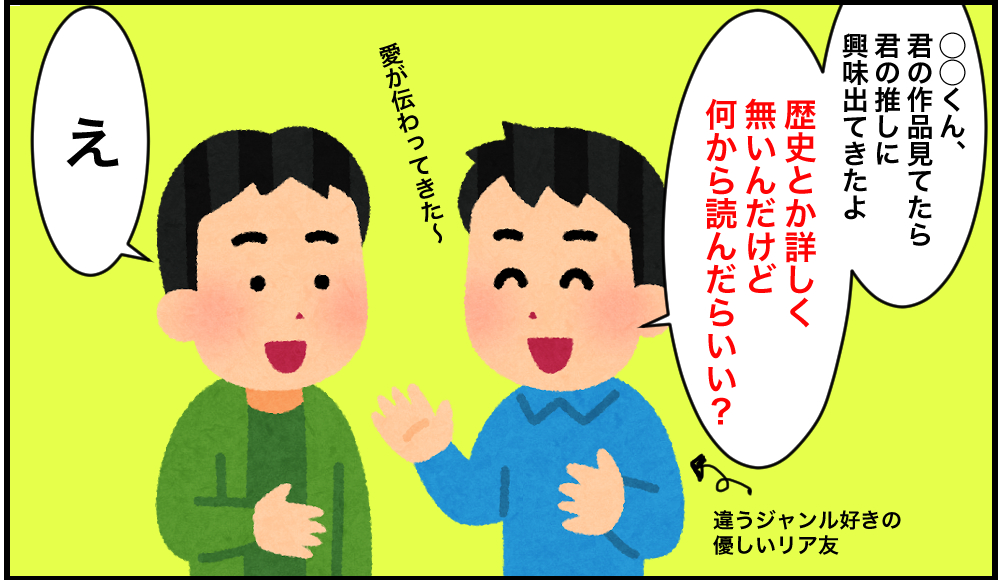 ◯◯くん、
君の作品見てたら
君の推しに
興味出てきたよ
歴史とか詳しく
無いんだけど
何から読んだらいい？
愛が伝わってきた〜
え
違うジャンル好きの
優しいリア友